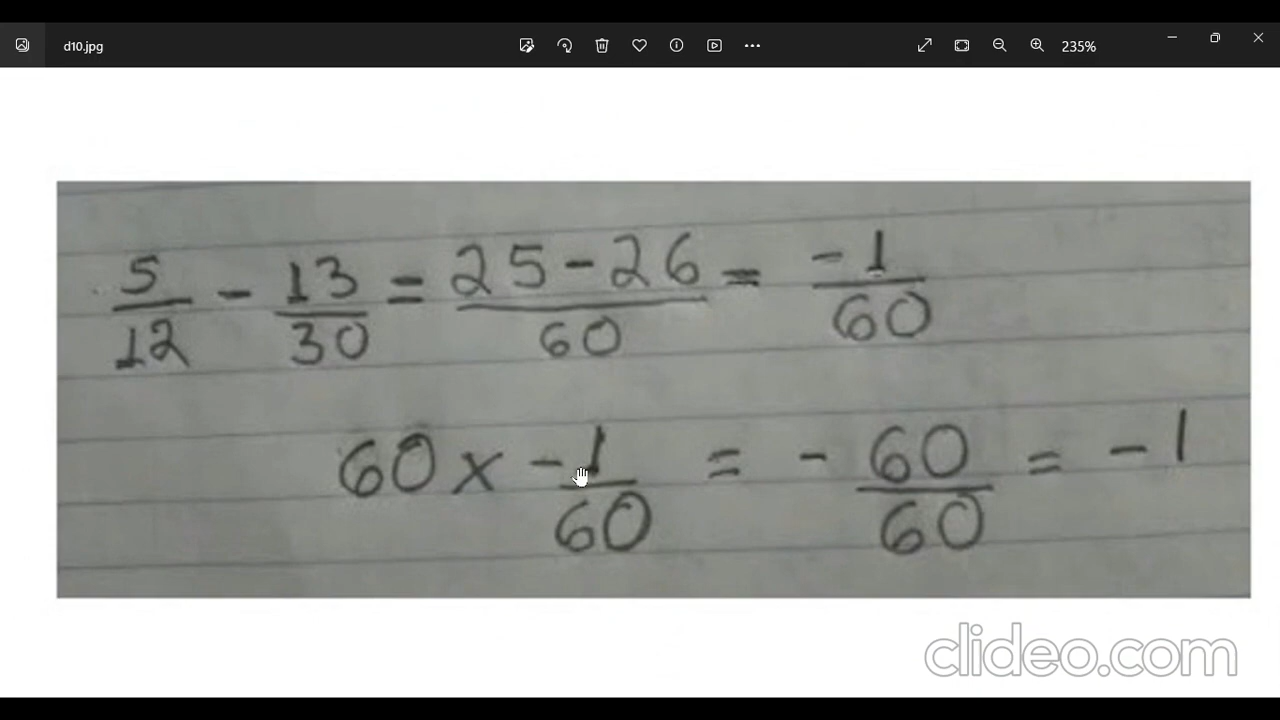 d10.jpg
235%
5/12 - 13/30 = 25-26/60 = -1/60
60 x -1/60 = -60/60 = -1
clideo.com